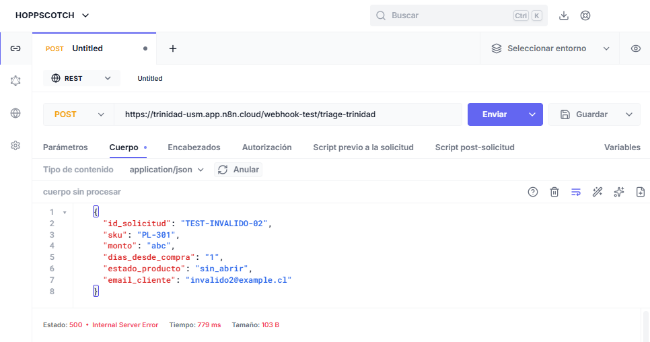 HOPPSCOTCH
Buscar
Ctrl K
POST Untitled
Seleccionar entorno
REST
Untitled
POST
https://trinidad-usm.app.n8n.cloud/webhook-test/triage-trinidad
Enviar
Guardar
Parámetros
Cuerpo
Encabezados
Autorización
Script previo a la solicitud
Script post-solicitud
Variables
Tipo de contenido
application/json
Anular
cuerpo sin procesar
1 {
2 "id_solicitud": "TEST-INVALIDO-02",
3 "sku": "PL-301",
4 "monto": "abc",
5 "dias_desde_compra": "1",
6 "estado_producto": "sin_abrir",
7 "email_cliente": "invalido2@example.cl"
8 }
Estado: 500 • Internal Server Error Tiempo: 779 ms Tamaño: 103 B